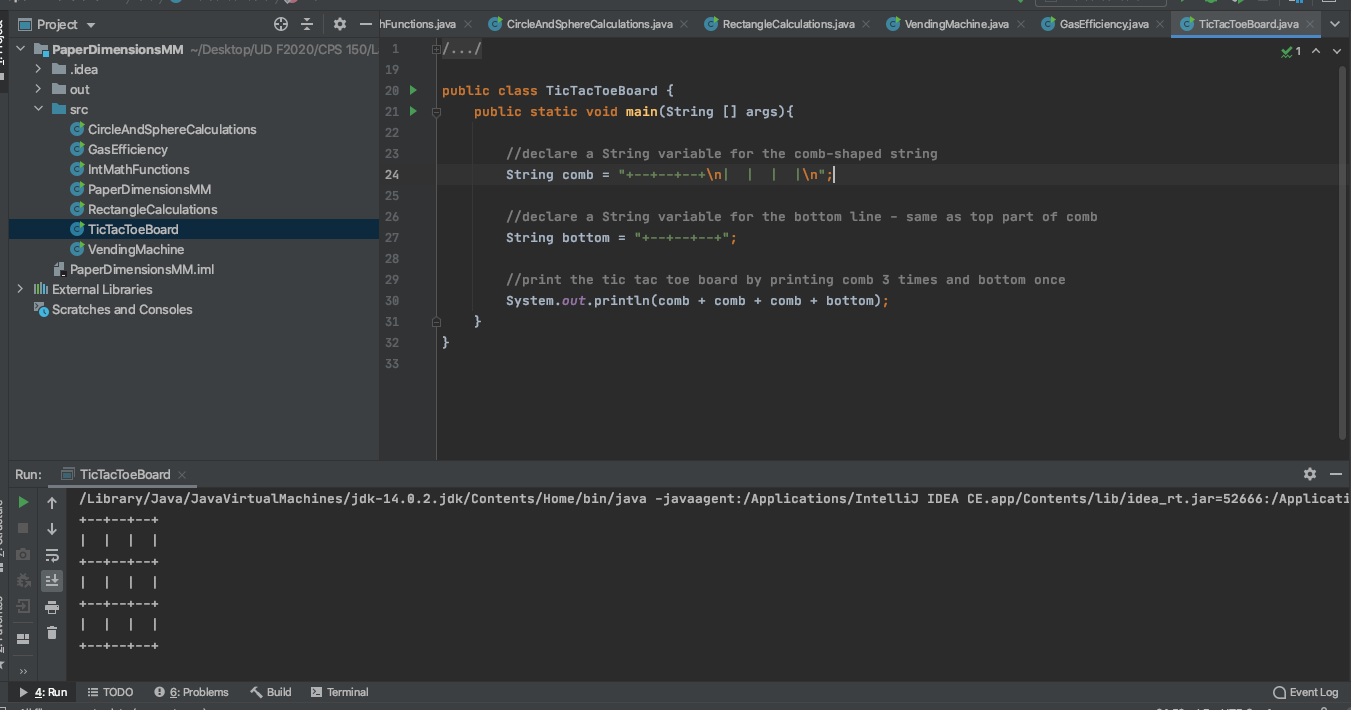 Project
hFunctions.java
CircleAndSphereCalculations.java
RectangleCalculations.java
VendingMachine.java
GasEfficiency.java
TicTacToeBoard.java
PaperDimensionsMM ~/Desktop/UD F2020/CPS 150/L
.idea
out
src
CircleAndSphereCalculations
GasEfficiency
IntMathFunctions
PaperDimensionsMM
RectangleCalculations
TicTacToeBoard
VendingMachine
PaperDimensionsMM.iml
External Libraries
Scratches and Consoles
1 /.../
1
19
20 public class TicTacToeBoard {
21     public static void main(String [] args){
22
23         //declare a String variable for the comb-shaped string
24         String comb = "+--+--+--+\n|  |  |  |\n";
25
26         //declare a String variable for the bottom line - same as top part of comb
27         String bottom = "+--+--+--+";
28
29         //print the tic tac toe board by printing comb 3 times and bottom once
30         System.out.println(comb + comb + comb + bottom);
31     }
32 }
33
Run: TicTacToeBoard
/Library/Java/JavaVirtualMachines/jdk-14.0.2.jdk/Contents/Home/bin/java -javaagent:/Applications/IntelliJ IDEA CE.app/Contents/lib/idea_rt.jar=52666:/Applicati
+--+--+--+
|  |  |  |
+--+--+--+
|  |  |  |
+--+--+--+
|  |  |  |
+--+--+--+
4: Run
TODO
6: Problems
Build
Terminal
Event Log